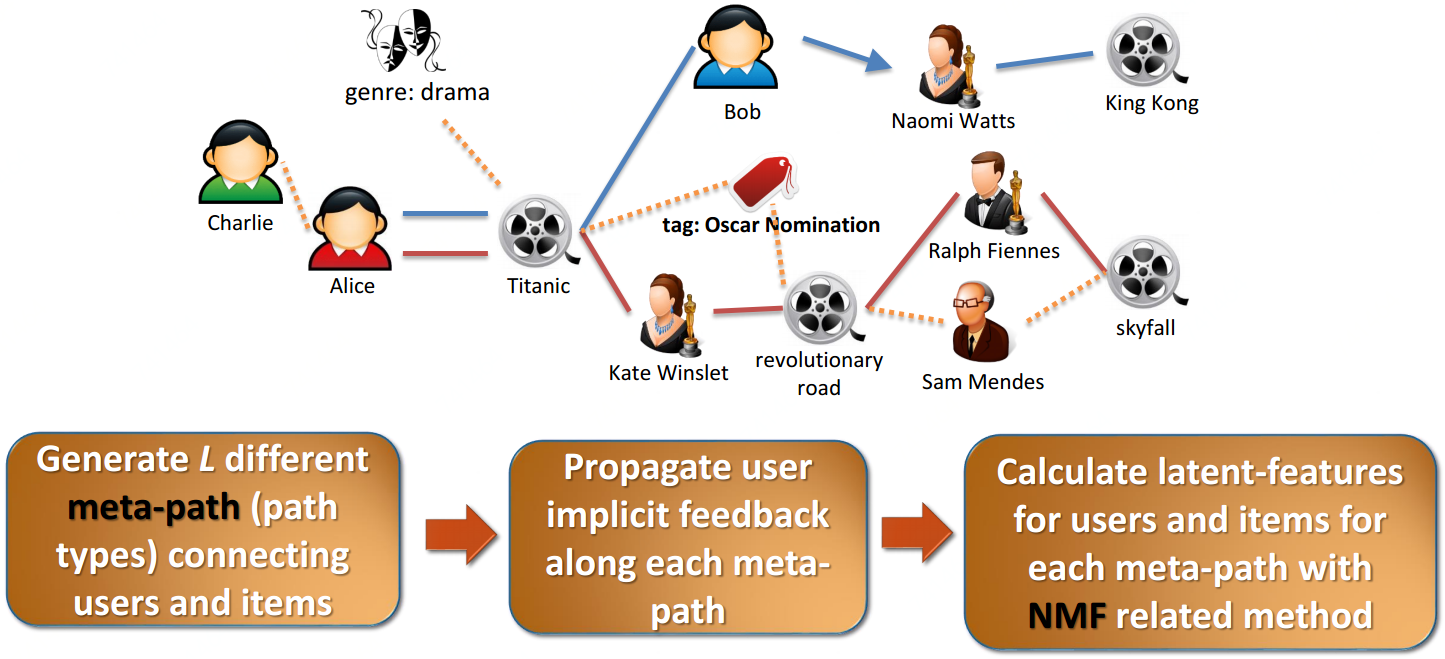 genre: drama
Bob
Naomi Watts
King Kong
Charlie
Alice
Titanic
tag: Oscar Nomination
Ralph Fiennes
Kate Winslet
revolutionary
road
Sam Mendes
skyfall
Generate L different
meta-path (path
types) connecting
users and items
Propagate user
implicit feedback
along each meta-
path
Calculate latent-features
for users and items for
each meta-path with
NMF related method